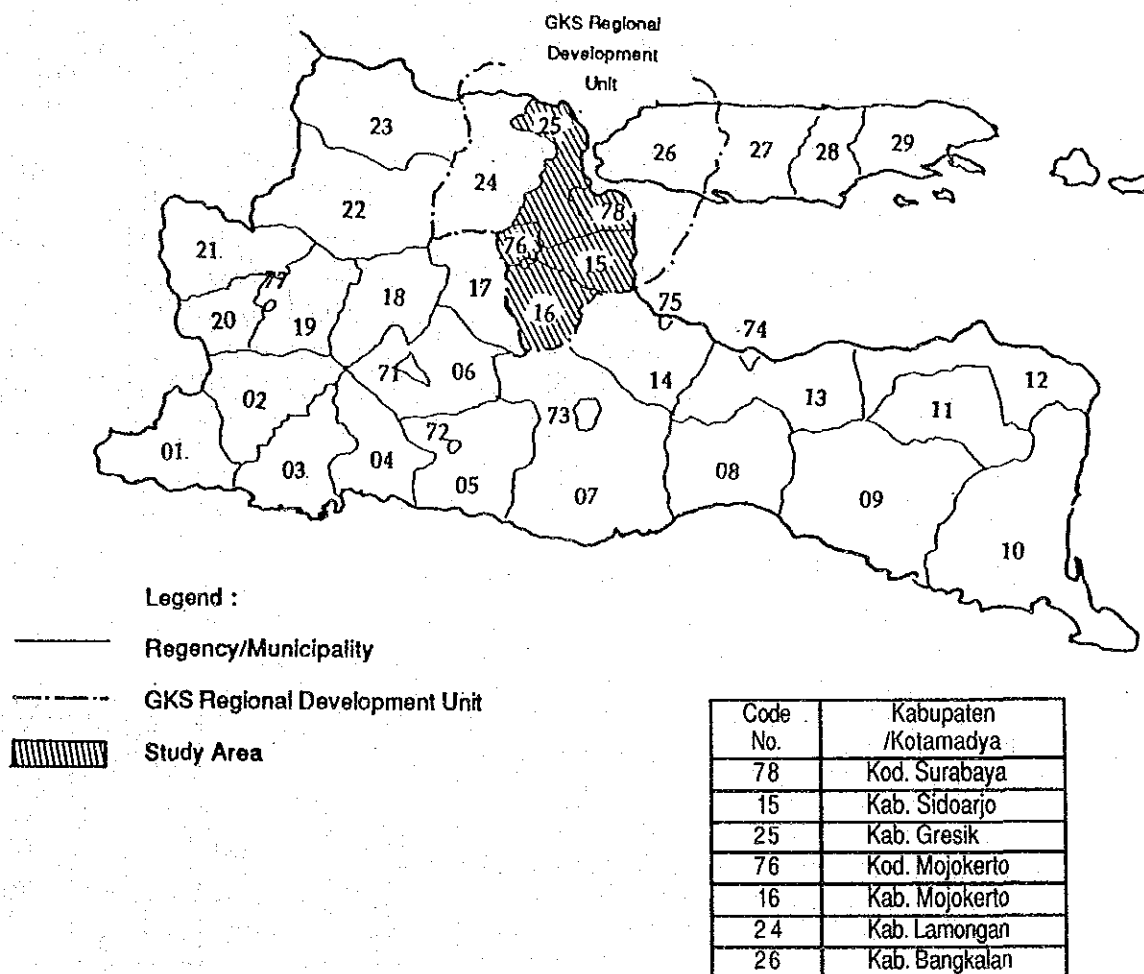 GKS Regional
Development
Unit
23
25
26
27
28
29
24
22
78
21.
76
15
77
17
18
75
20
19
16
74
71
06
14
12
02
13
11
73
72
01.
03.
04
08
05
07
09
10
Legend :
Regency/Municipality
GKS Regional Development Unit
Study Area
Code No. Kabupaten /Kotamadya
78 Kod. Surabaya
15 Kab. Sidoarjo
25 Kab. Gresik
76 Kod. Mojokerto
16 Kab. Mojokerto
24 Kab. Lamongan
26 Kab. Bangkalan